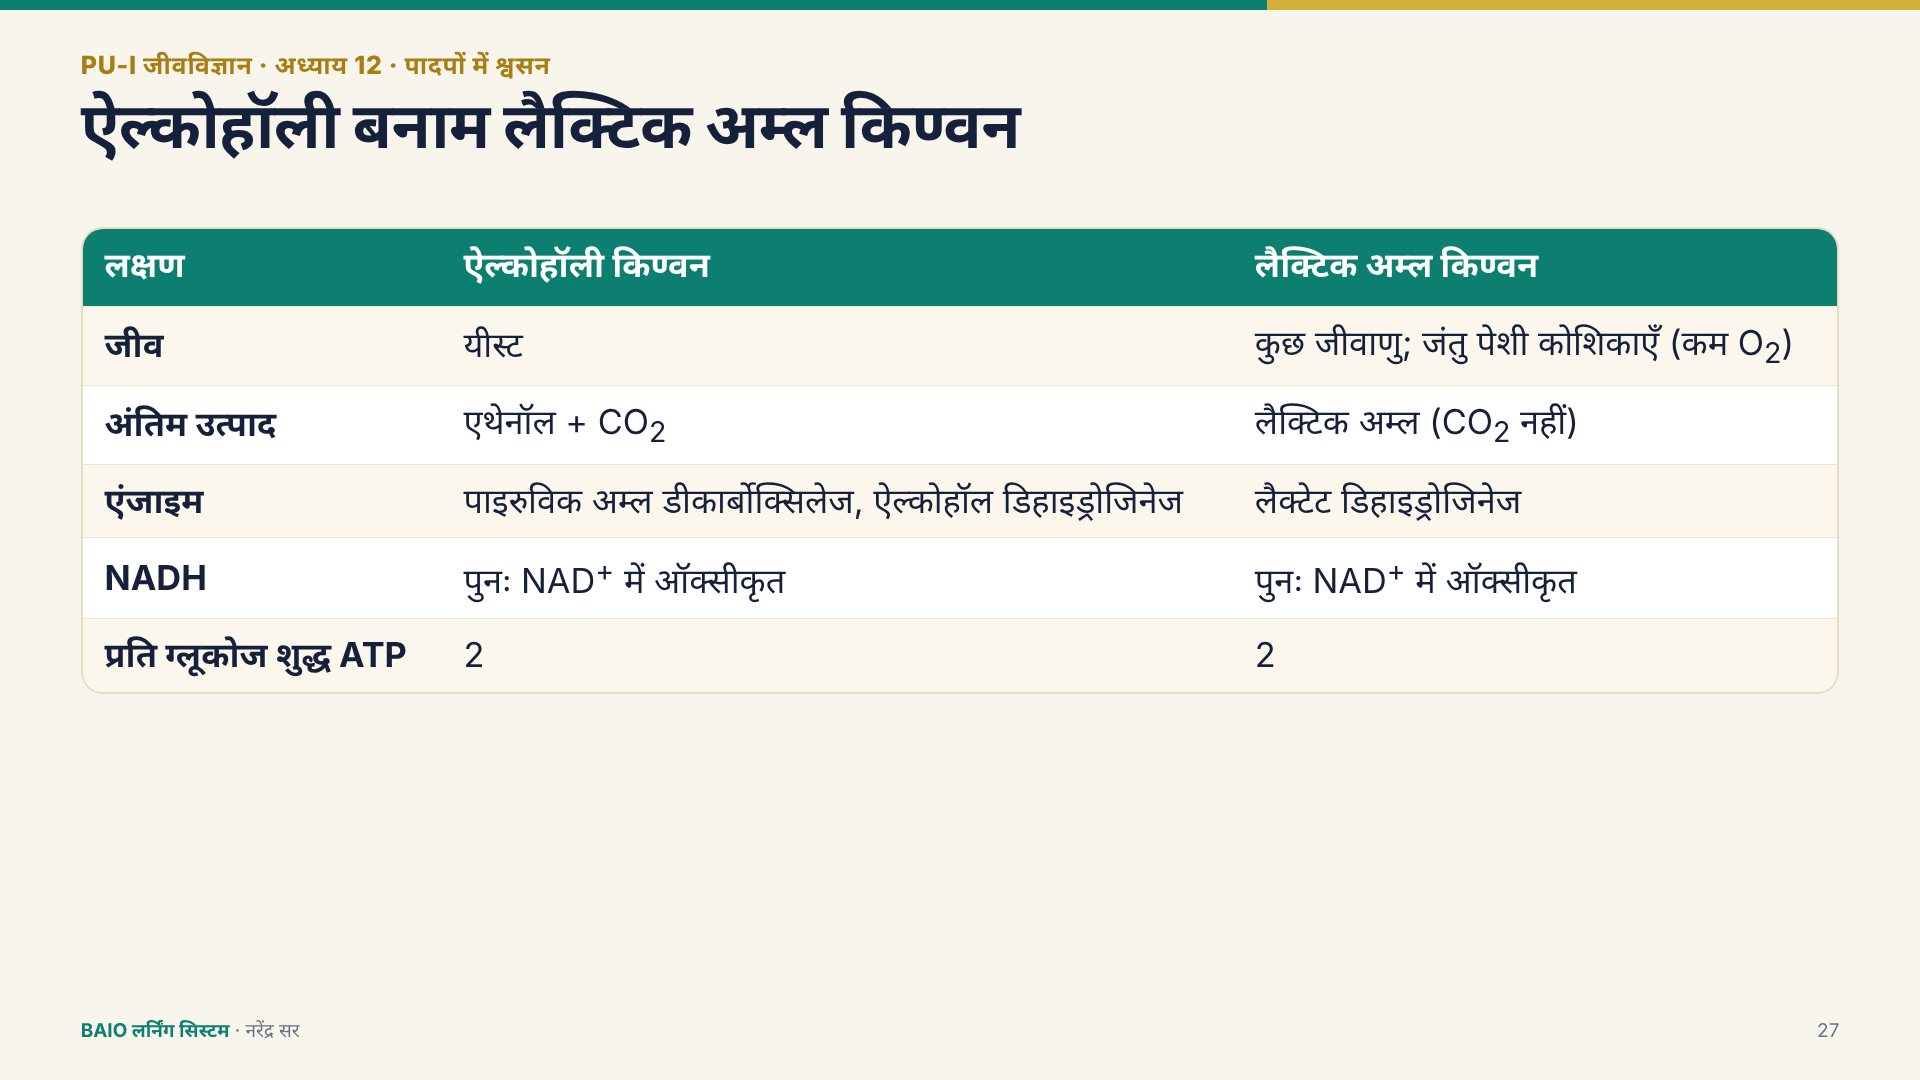 PU-I जीवविज्ञान · अध्याय 12 · पादपों में श्वसन
ऐल्कोहॉली बनाम लैक्टिक अम्ल किण्वन
लक्षण ऐल्कोहॉली किण्वन लैक्टिक अम्ल किण्वन
जीव यीस्ट कुछ जीवाणु; जंतु पेशी कोशिकाएँ (कम O₂)
अंतिम उत्पाद एथेनॉल + CO₂ लैक्टिक अम्ल (CO₂ नहीं)
एंजाइम पाइरुविक अम्ल डीकार्बोक्सिलेज, ऐल्कोहॉल डिहाइड्रोजिनेज लैक्टेट डिहाइड्रोजिनेज
NADH पुनः NAD⁺ में ऑक्सीकृत पुनः NAD⁺ में ऑक्सीकृत
प्रति ग्लूकोज शुद्ध ATP 2 2
BAIO लर्निंग सिस्टम · नरेंद्र सर 27